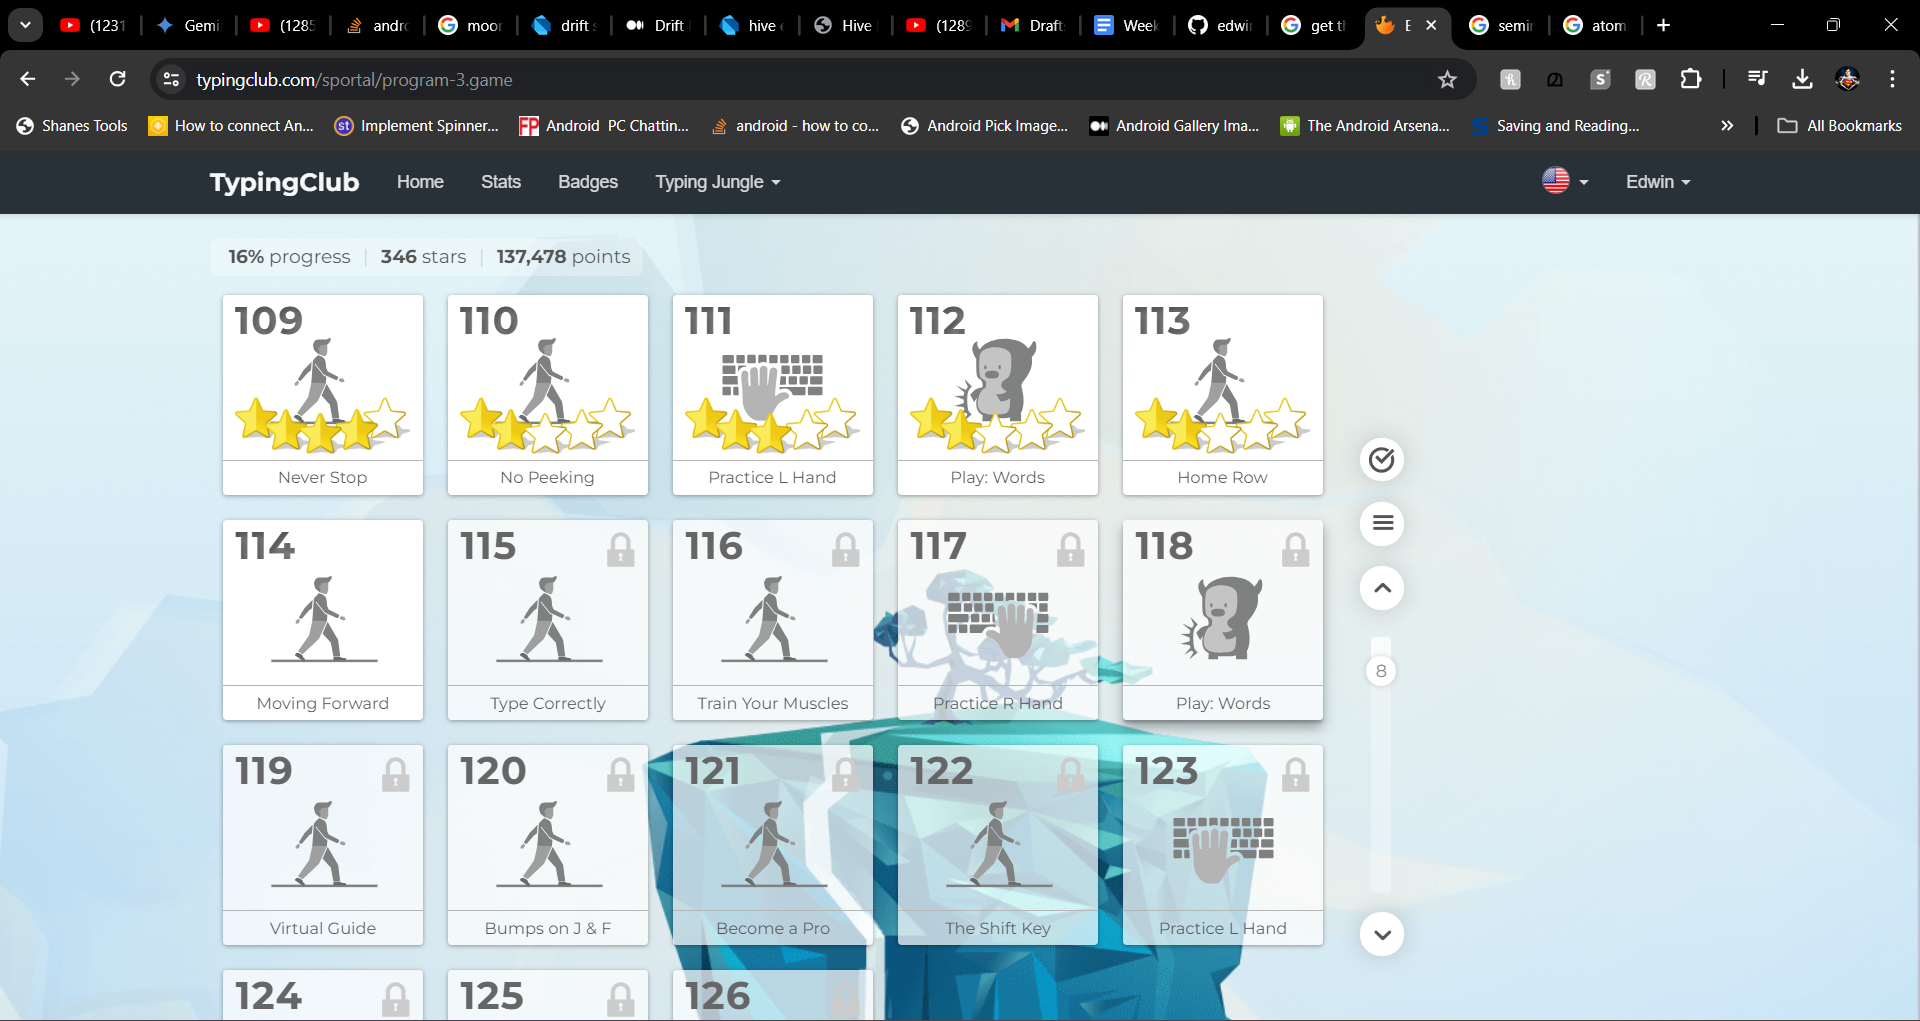 (1231
Gemi
(1285
andro
moor
drift s
Drift
hive
Hive
(1289
Draft
Week
edwin
get th
E
semin
atom
typingclub.com/sportal/program-3.game
Shanes Tools
How to connect An...
Implement Spinner...
Android PC Chattin...
android - how to co...
Android Pick Image...
Android Gallery Ima...
The Android Arsena...
Saving and Reading...
All Bookmarks
TypingClub
Home
Stats
Badges
Typing Jungle
Edwin
16% progress
346 stars
137,478 points
109
110
111
112
113
Never Stop
No Peeking
Practice L Hand
Play: Words
Home Row
114
115
116
117
118
Moving Forward
Type Correctly
Train Your Muscles
Practice R Hand
Play: Words
8
119
120
121
122
123
Virtual Guide
Bumps on J & F
Become a Pro
The Shift Key
Practice L Hand
124
125
126